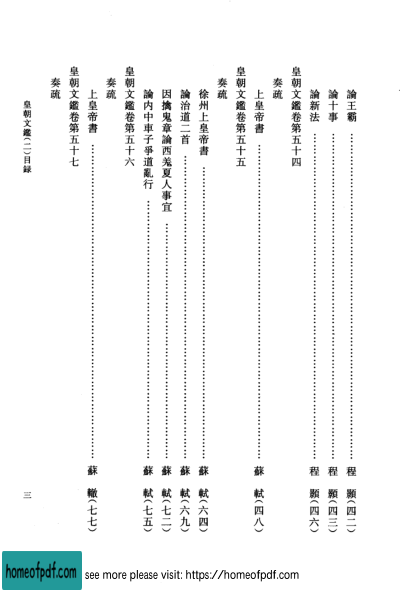 論王霸……程　顥(四二)
論十事……程　顥(四三)
論新法……程　顥(四六)
皇朝文鑑卷第五十四
奏疏
上皇帝書……蘇　軾(四八)
皇朝文鑑卷第五十五
奏疏
徐州上皇帝書……蘇　軾(六四)
論治道二首……蘇　軾(六九)
因擒鬼章論西羌夏人事宜……蘇　軾(七二)
論内中車子爭道亂行……蘇　軾(七五)
皇朝文鑑卷第五十六
奏疏
上皇帝書……蘇　轍(七七)
皇朝文鑑卷第五十七
奏疏
皇朝文鑑(二)目録
三
homeofpdf.com
see more please visit: https://homeofpdf.com